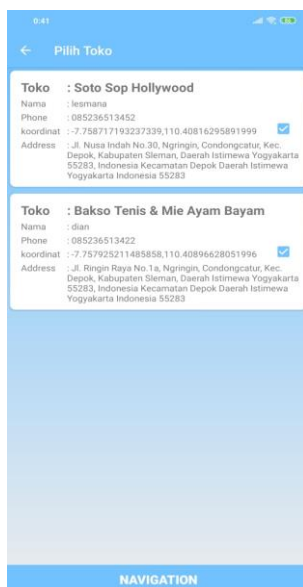 0:41
Pilih Toko
Toko : Soto Sop Hollywood
Nama : lesmana
Phone : 085236513452
koordinat : -7.758717193237339,110.40816295891999
Address : Jl. Nusa Indah No.30, Ngringin, Condongcatur, Kec.
Depok, Kabupaten Sleman, Daerah Istimewa Yogyakarta
55283, Indonesia Kecamatan Depok Daerah Istimewa
Yogyakarta Indonesia 55283
Toko : Bakso Tenis & Mie Ayam Bayam
Nama : dian
Phone : 085236513422
koordinat : -7.757925211485858,110.40896628051996
Address : Jl. Ringin Raya No.1a, Ngringin, Condongcatur, Kec.
Depok, Kabupaten Sleman, Daerah Istimewa Yogyakarta
55283, Indonesia Kecamatan Depok Daerah Istimewa
Yogyakarta Indonesia 55283
NAVIGATION